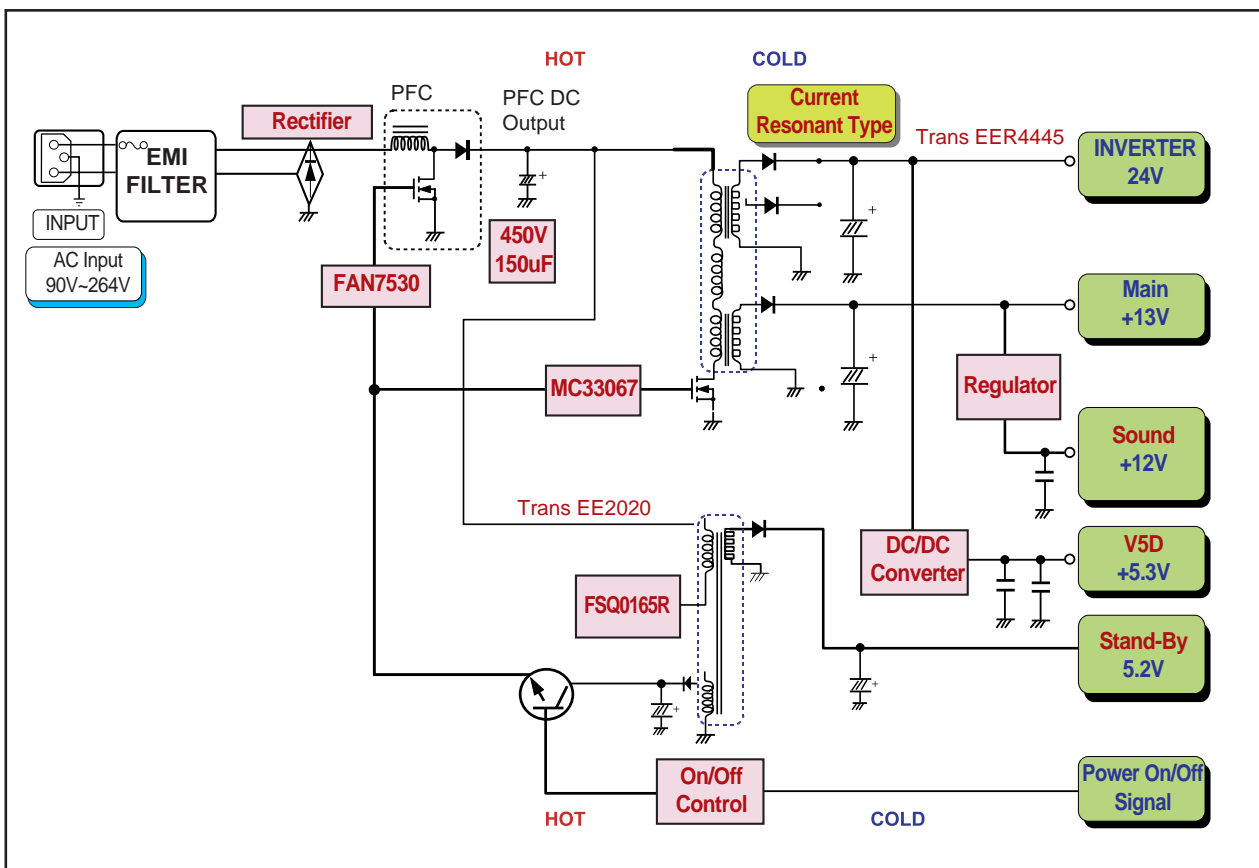 HOT
COLD
PFC
PFC DC
Output
Current
Resonant Type
Rectifier
Trans EER4445
EMI
FILTER
INVERTER
24V
INPUT
AC Input
90V~264V
450V
150uF
FAN7530
Main
+13V
MC33067
Regulator
Sound
+12V
Trans EE2020
DC/DC
Converter
V5D
+5.3V
FSQ0165R
Stand-By
5.2V
On/Off
Control
Power On/Off
Signal
HOT
COLD